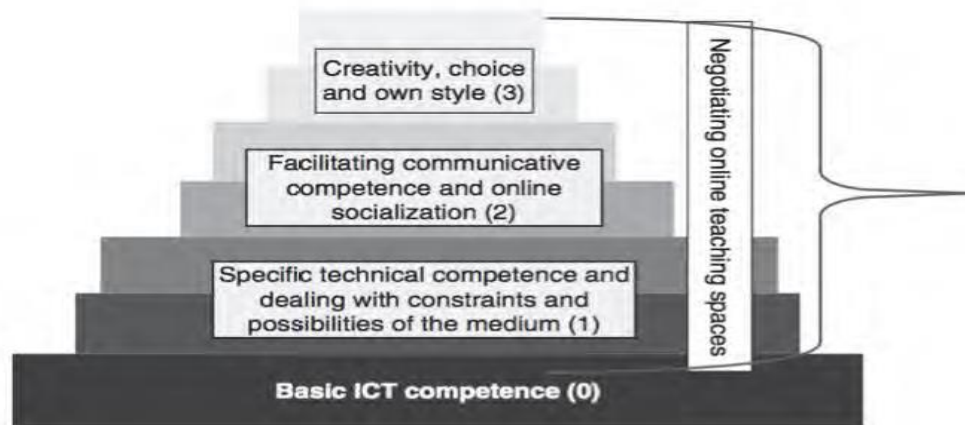 Creativity, choice
and own style (3)
Facilitating communicative
competence and online
socialization (2)
Specific technical competence and
dealing with constraints and
possibilities of the medium (1)
Basic ICT competence (0)
Negotiating online teaching spaces